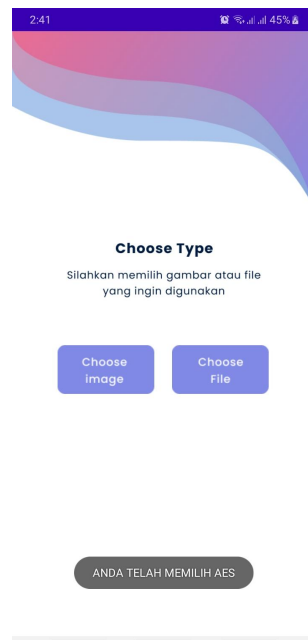 2:41
45%
Choose Type
Silahkan memilih gambar atau file
yang ingin digunakan
Choose
image
Choose
File
ANDA TELAH MEMILIH AES